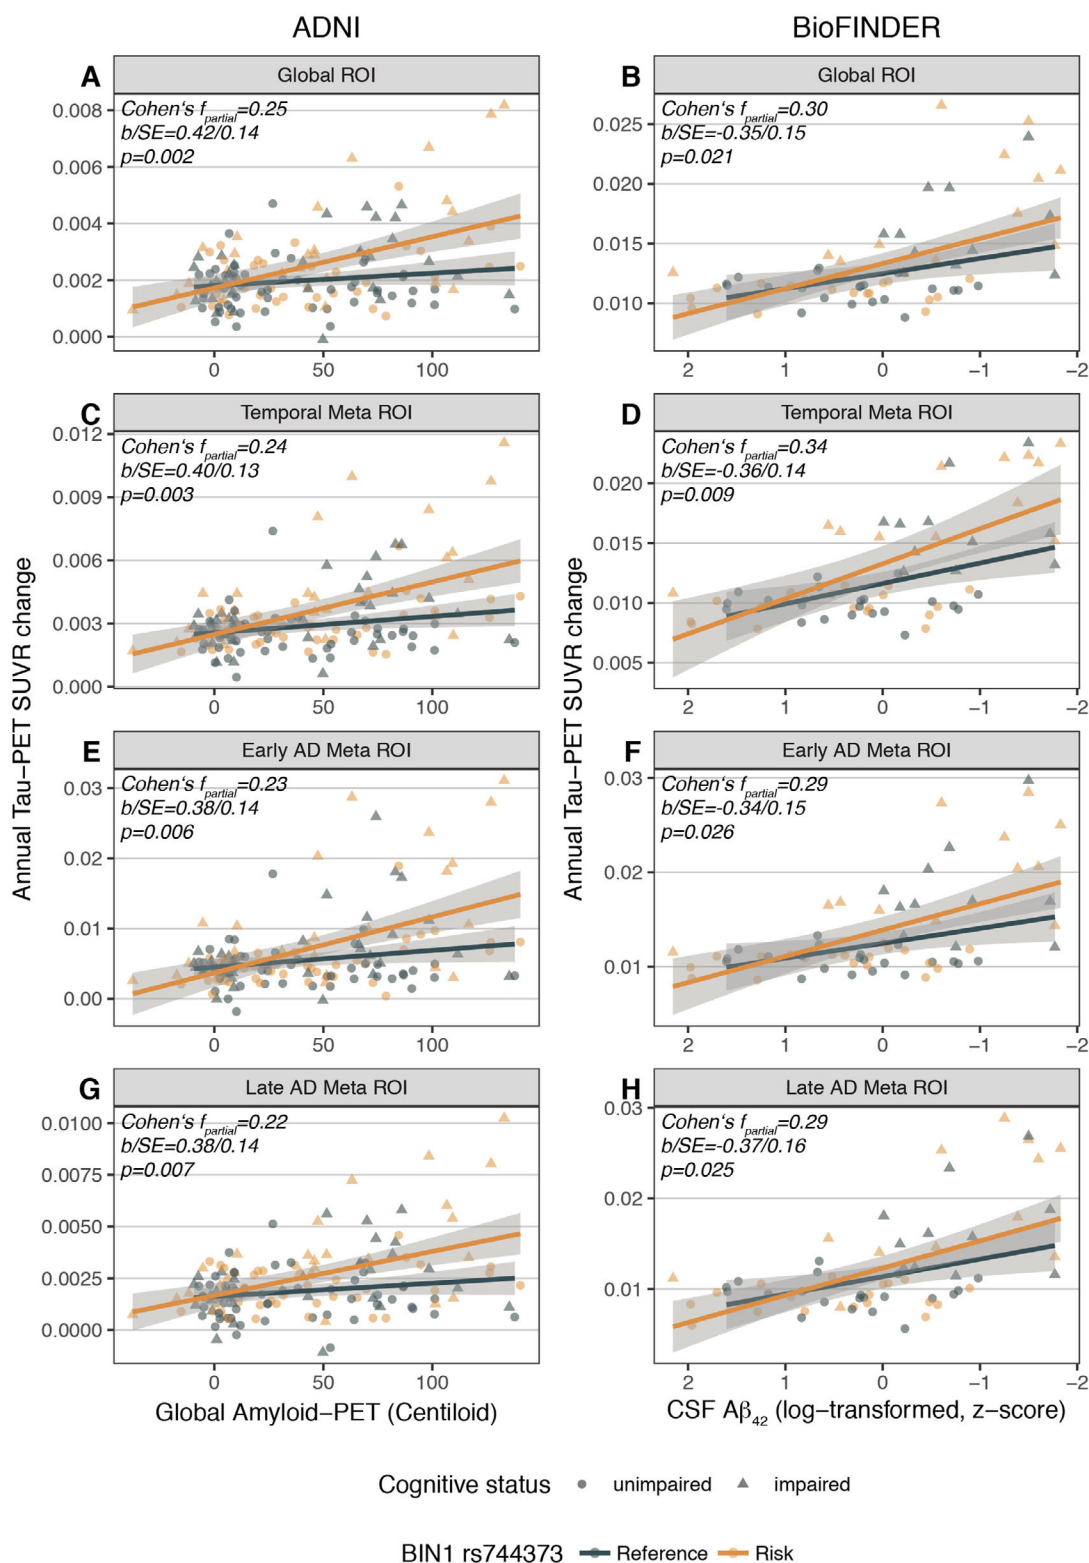 ADNI
BioFINDER
A
Global ROI
Cohen's f partial=0.25
b/SE=0.42/0.14
p=0.002
0.008
0.006
0.004
0.002
0.000
0 50 100
B
Global ROI
Cohen's f partial=0.30
b/SE=-0.35/0.15
p=0.021
0.025
0.020
0.015
0.010
2 1 0 −1 −2
C
Temporal Meta ROI
Cohen's f partial=0.24
b/SE=0.40/0.13
p=0.003
0.012
0.009
0.006
0.003
0.000
0 50 100
D
Temporal Meta ROI
Cohen's f partial=0.34
b/SE=-0.36/0.14
p=0.009
0.020
0.015
0.010
0.005
2 1 0 −1 −2
Annual Tau−PET SUVR change
Annual Tau−PET SUVR change
E
Early AD Meta ROI
Cohen's f partial=0.23
b/SE=0.38/0.14
p=0.006
0.03
0.02
0.01
0.00
0 50 100
F
Early AD Meta ROI
Cohen's f partial=0.29
b/SE=-0.34/0.15
p=0.026
0.03
0.02
0.01
2 1 0 −1 −2
G
Late AD Meta ROI
Cohen's f partial=0.22
b/SE=0.38/0.14
p=0.007
0.0100
0.0075
0.0050
0.0025
0.0000
0 50 100
Global Amyloid−PET (Centiloid)
H
Late AD Meta ROI
Cohen's f partial=0.29
b/SE=-0.37/0.16
p=0.025
0.03
0.02
0.01
2 1 0 −1 −2
CSF Aβ42 (log−transformed, z−score)
Cognitive status unimpaired impaired
BIN1 rs744373 Reference Risk